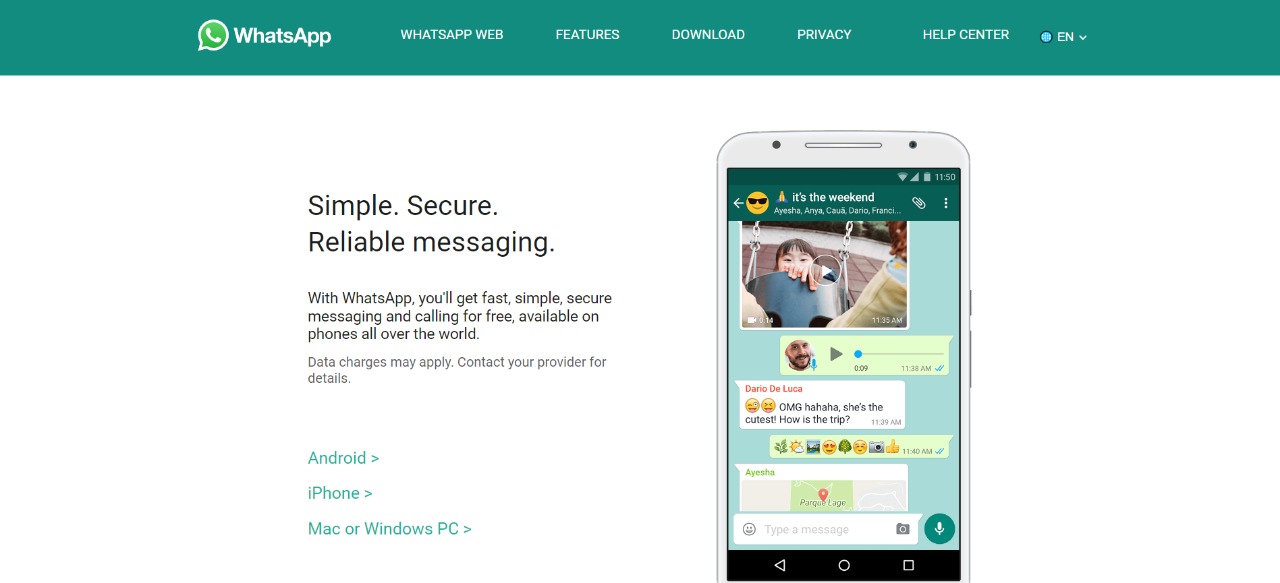 WhatsApp
WHATSAPP WEB
FEATURES
DOWNLOAD
PRIVACY
HELP CENTER
EN
Simple. Secure.
Reliable messaging.
With WhatsApp, you'll get fast, simple, secure
messaging and calling for free, available on
phones all over the world.
Data charges may apply. Contact your provider for
details.
Android >
iPhone >
Mac or Windows PC >
11:50
🙏 it's the weekend
Ayesha, Anya, Cauã, Dario, Franci...
0:14
11:35 AM
0:09
11:38 AM
Dario De Luca
OMG hahaha, she's the
cutest! How is the trip?
11:39 AM
11:40 AM
Ayesha
Parque Lage
Type a message